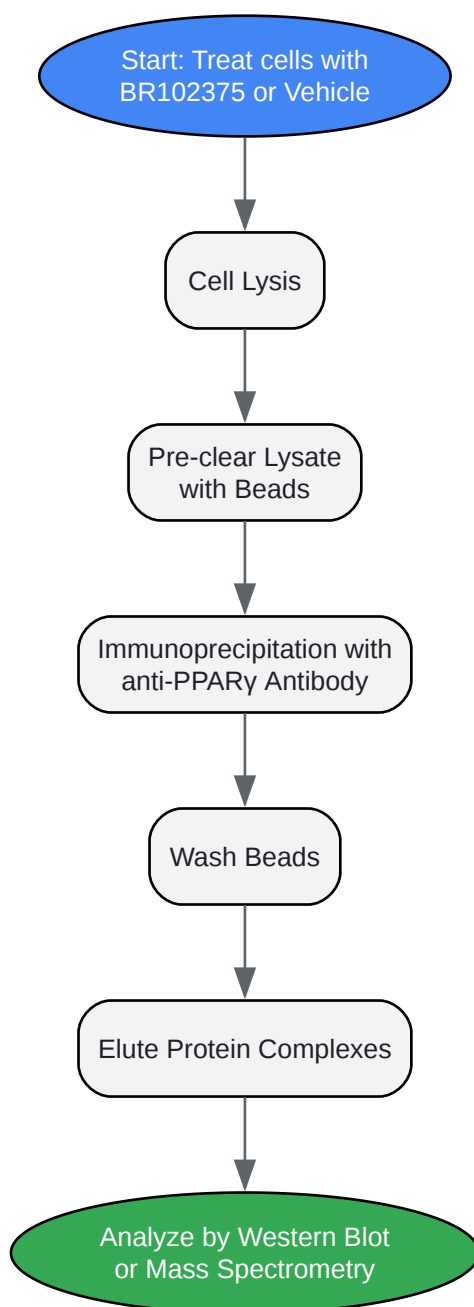 Start: Treat cells with
BR102375 or Vehicle
Cell Lysis
Pre-clear Lysate
with Beads
Immunoprecipitation with
anti-PPARγ Antibody
Wash Beads
Elute Protein Complexes
Analyze by Western Blot
or Mass Spectrometry